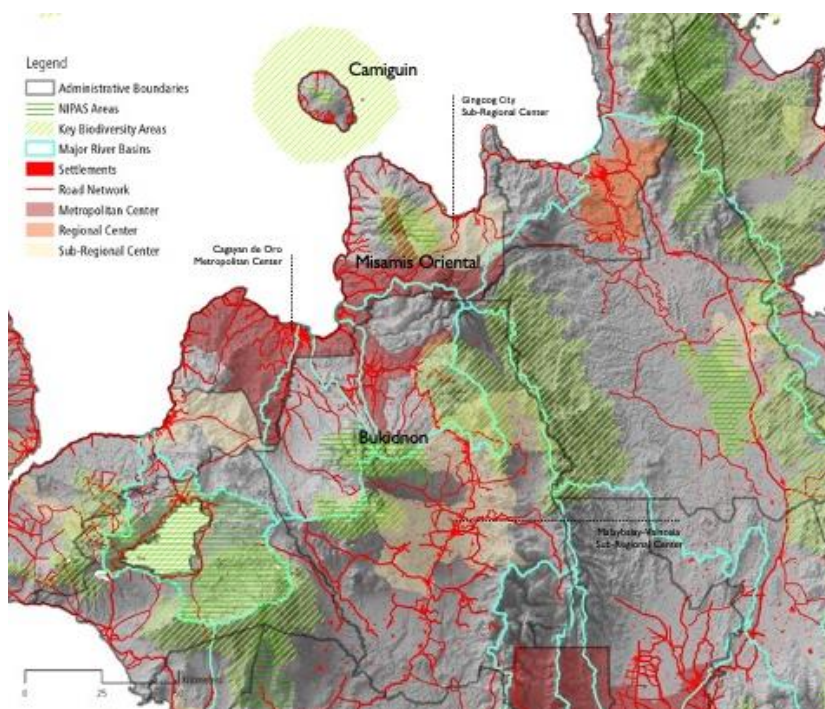 Legend
Administrative Boundaries
NIPAS Areas
Key Biodiversity Areas
Major River Basins
Settlements
Road Network
Metropolitan Center
Regional Center
Sub-Regional Center
Camiguin
Gingoog City
Sub-Regional Center
Cagayan de Oro
Metropolitan Center
Misamis Oriental
Bukidnon
Sub-Regional Center
0
25
50
Kilometers